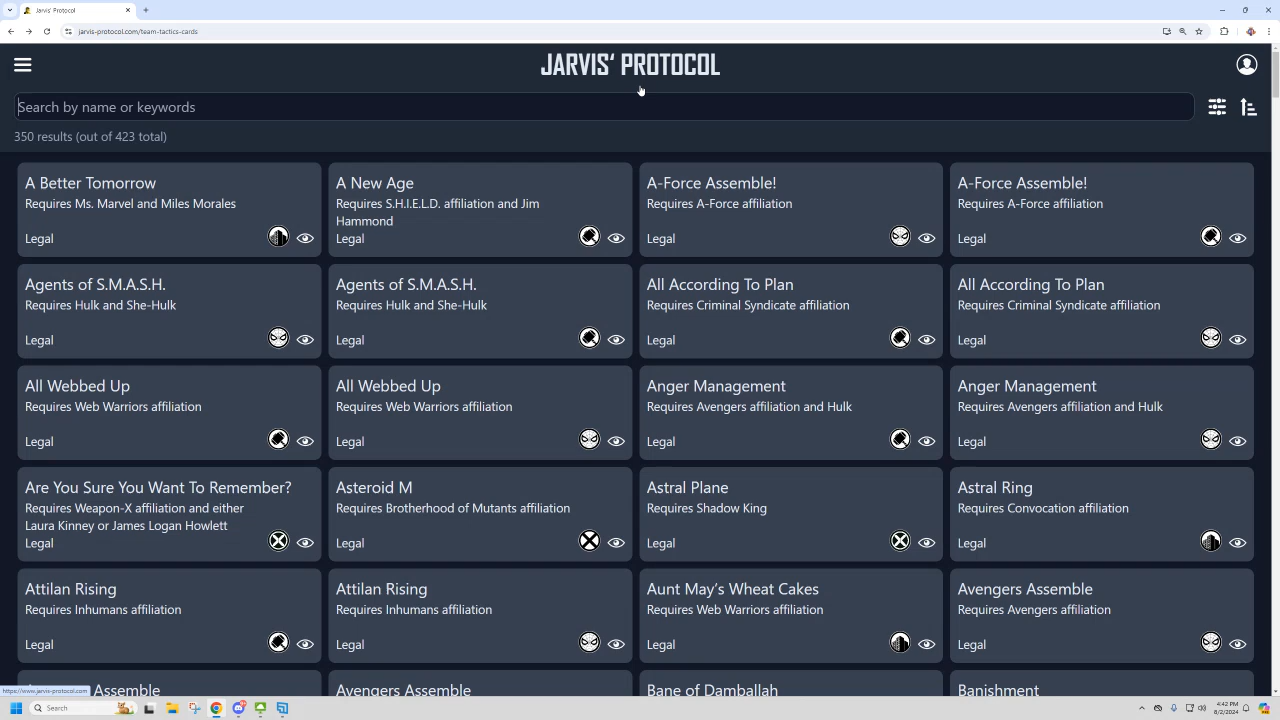 Jarvis' Protocol
jarvis-protocol.com/team-tactics-cards
JARVIS' PROTOCOL
Search by name or keywords
350 results (out of 423 total)
A Better Tomorrow
Requires Ms. Marvel and Miles Morales
Legal
A New Age
Requires S.H.I.E.L.D. affiliation and Jim
Hammond
Legal
A-Force Assemble!
Requires A-Force affiliation
Legal
A-Force Assemble!
Requires A-Force affiliation
Legal
Agents of S.M.A.S.H.
Requires Hulk and She-Hulk
Legal
Agents of S.M.A.S.H.
Requires Hulk and She-Hulk
Legal
All According To Plan
Requires Criminal Syndicate affiliation
Legal
All According To Plan
Requires Criminal Syndicate affiliation
Legal
All Webbed Up
Requires Web Warriors affiliation
Legal
All Webbed Up
Requires Web Warriors affiliation
Legal
Anger Management
Requires Avengers affiliation and Hulk
Legal
Anger Management
Requires Avengers affiliation and Hulk
Legal
Are You Sure You Want To Remember?
Requires Weapon-X affiliation and either
Laura Kinney or James Logan Howlett
Legal
Asteroid M
Requires Brotherhood of Mutants affiliation
Legal
Astral Plane
Requires Shadow King
Legal
Astral Ring
Requires Convocation affiliation
Legal
Attilan Rising
Requires Inhumans affiliation
Legal
Attilan Rising
Requires Inhumans affiliation
Legal
Aunt May’s Wheat Cakes
Requires Web Warriors affiliation
Legal
Avengers Assemble
Requires Avengers affiliation
Legal
Assemble
Avengers Assemble
Bane of Damballah
Banishment
https://www.jarvis-protocol.com
Search
4:42 PM
8/2/2024